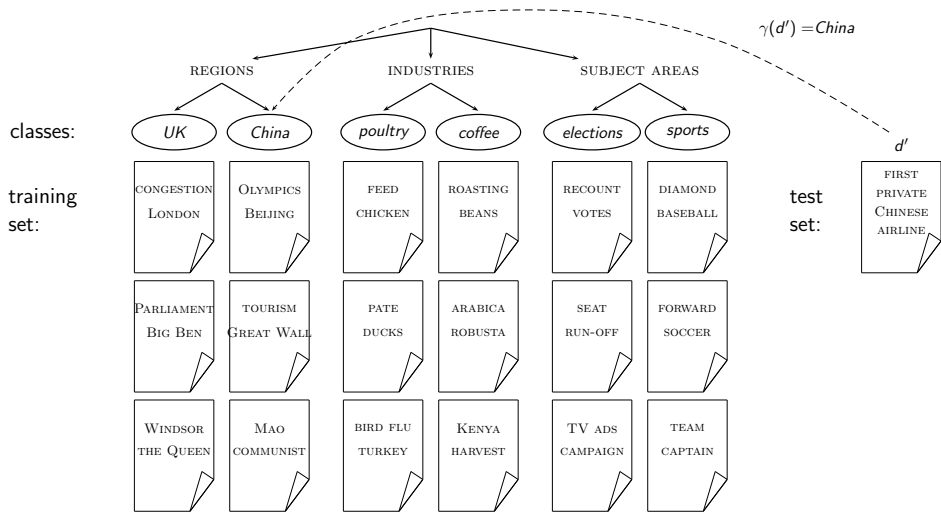 γ(d′) =China
REGIONS
INDUSTRIES
SUBJECT AREAS
classes:
UK
China
poultry
coffee
elections
sports
d′
training
set:
CONGESTION
LONDON
OLYMPICS
BEIJING
FEED
CHICKEN
ROASTING
BEANS
RECOUNT
VOTES
DIAMOND
BASEBALL
test
set:
FIRST
PRIVATE
CHINESE
AIRLINE
PARLIAMENT
BIG BEN
TOURISM
GREAT WALL
PATE
DUCKS
ARABICA
ROBUSTA
SEAT
RUN-OFF
FORWARD
SOCCER
WINDSOR
THE QUEEN
MAO
COMMUNIST
BIRD FLU
TURKEY
KENYA
HARVEST
TV ADS
CAMPAIGN
TEAM
CAPTAIN